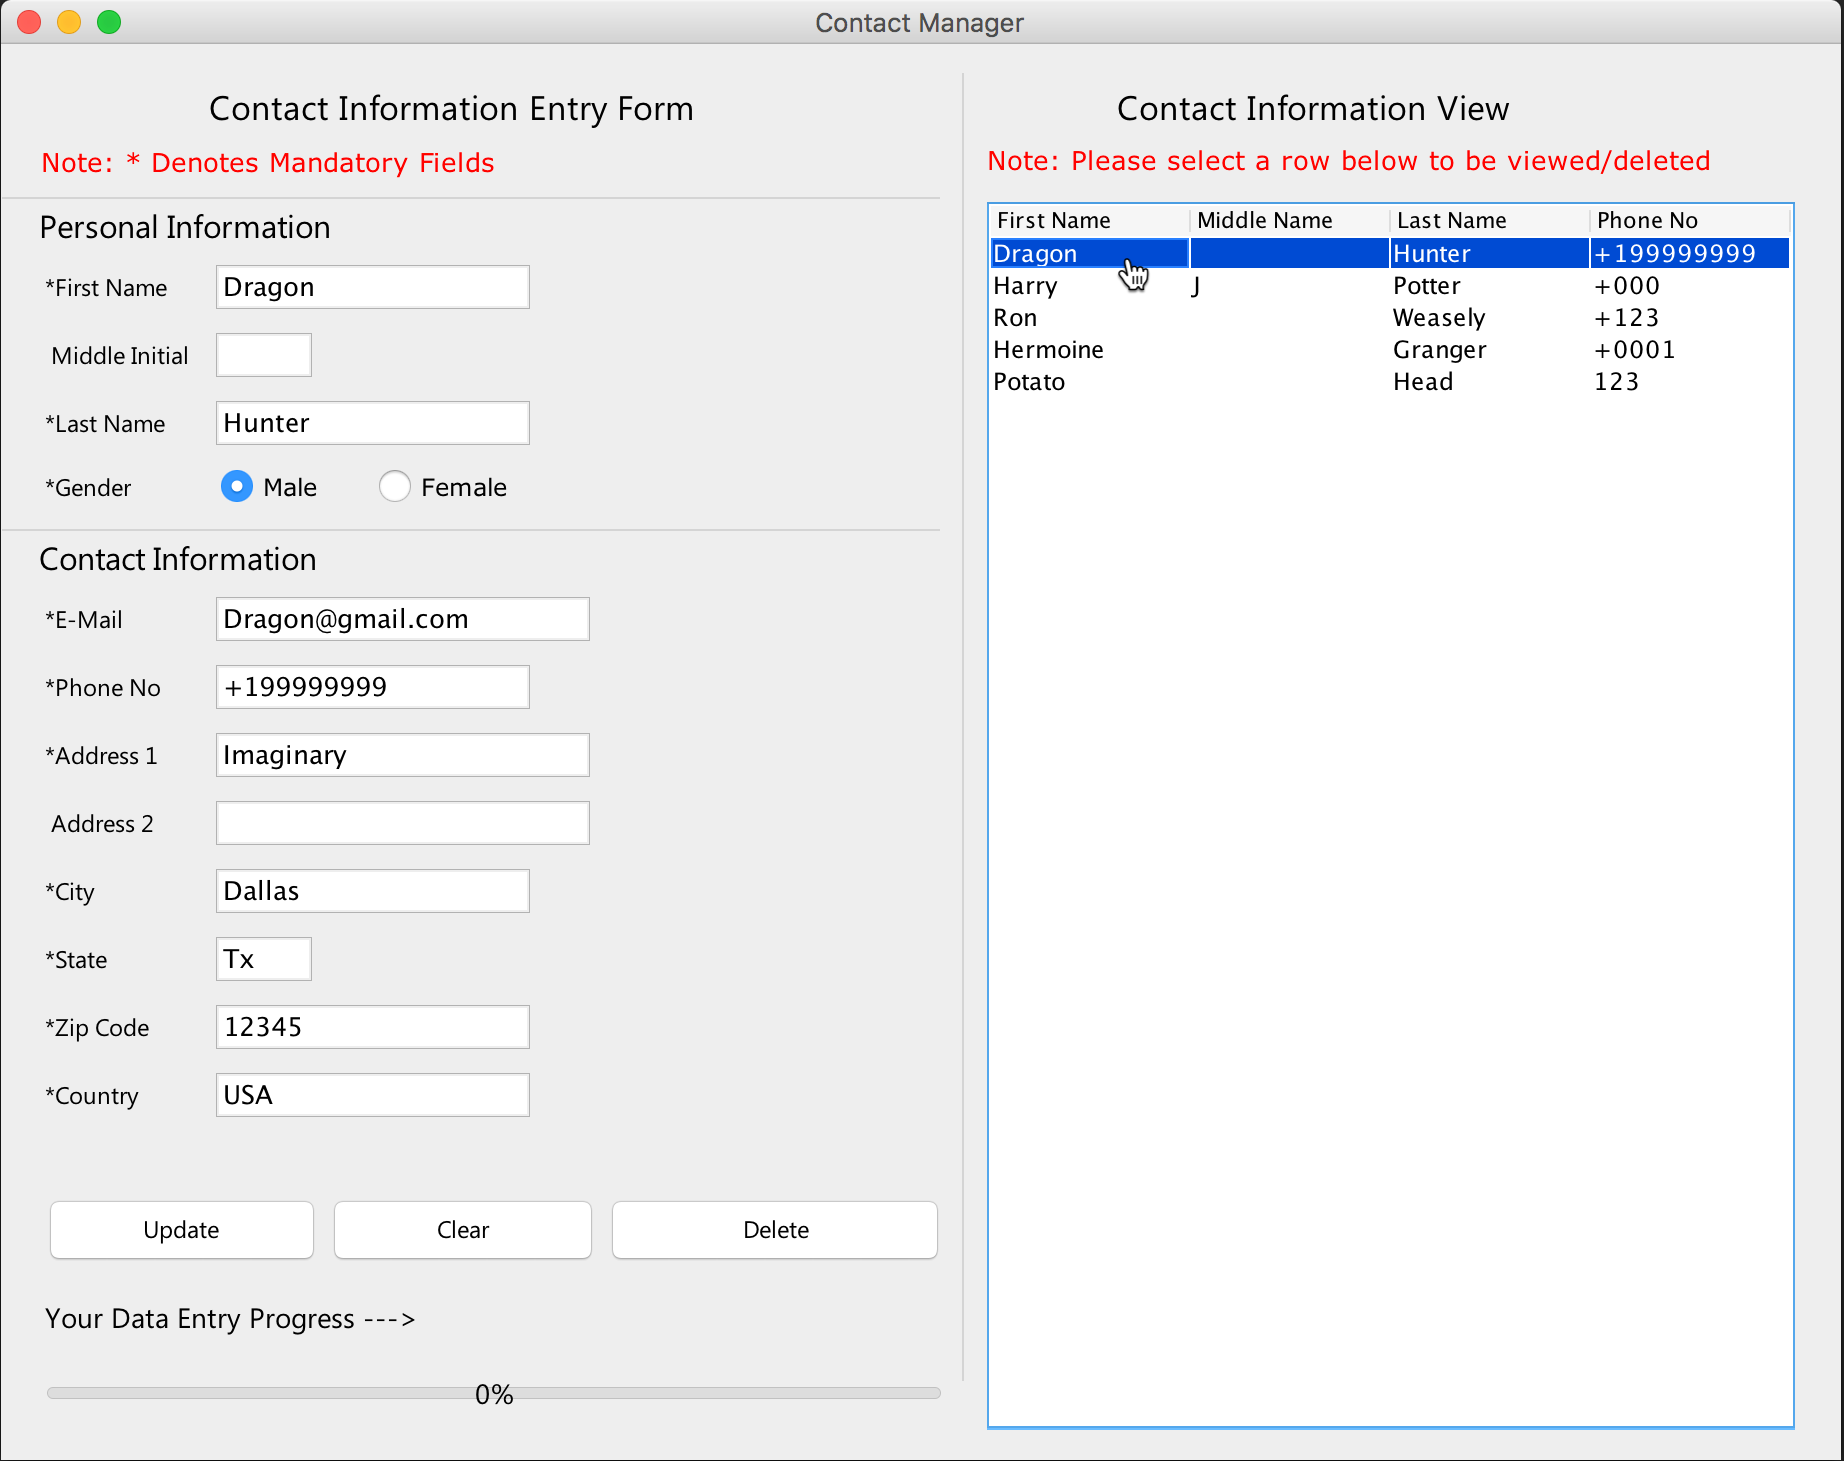 Contact Manager
Contact Information Entry Form
Note: * Denotes Mandatory Fields
Personal Information
*First Name Dragon
Middle Initial
*Last Name Hunter
*Gender Male Female
Contact Information
*E-Mail Dragon@gmail.com
*Phone No +199999999
*Address 1 Imaginary
Address 2
*City Dallas
*State Tx
*Zip Code 12345
*Country USA
Update Clear Delete
Your Data Entry Progress --->
0%
Contact Information View
Note: Please select a row below to be viewed/deleted
First Name Middle Name Last Name Phone No
Dragon Hunter +199999999
Harry J Potter +000
Ron Weasely +123
Hermoine Granger +0001
Potato Head 123